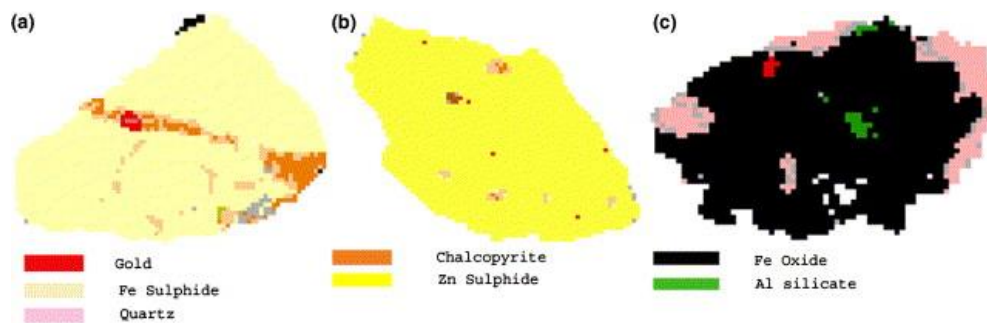 (a)
(b)
(c)
Gold
Fe Sulphide
Quartz
Chalcopyrite
Zn Sulphide
Fe Oxide
Al silicate